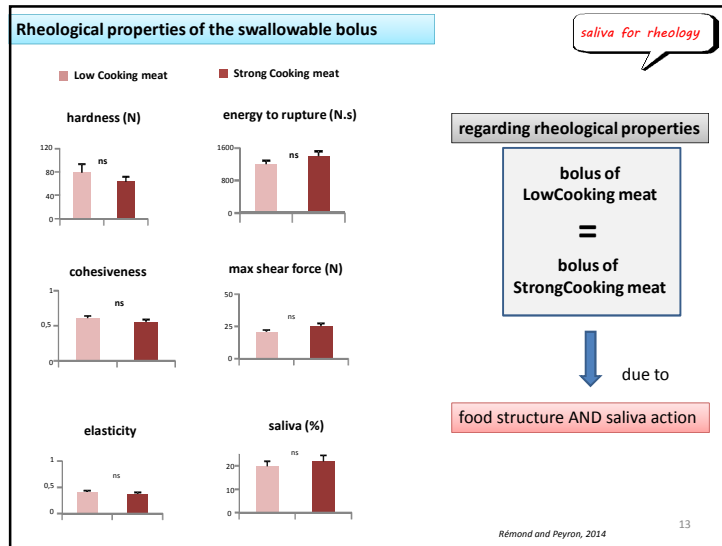 Rheological properties of the swallowable bolus
saliva for rheology
Low Cooking meat
Strong Cooking meat
hardness (N)
120
80
40
0
ns
energy to rupture (N.s)
1600
800
0
ns
cohesiveness
1
0,5
0
ns
max shear force (N)
50
25
0
ns
elasticity
1
0,5
0
ns
saliva (%)
20
10
0
ns
regarding rheological properties
bolus of
LowCooking meat
=
bolus of
StrongCooking meat
due to
food structure AND saliva action
Rémond and Peyron, 2014
13